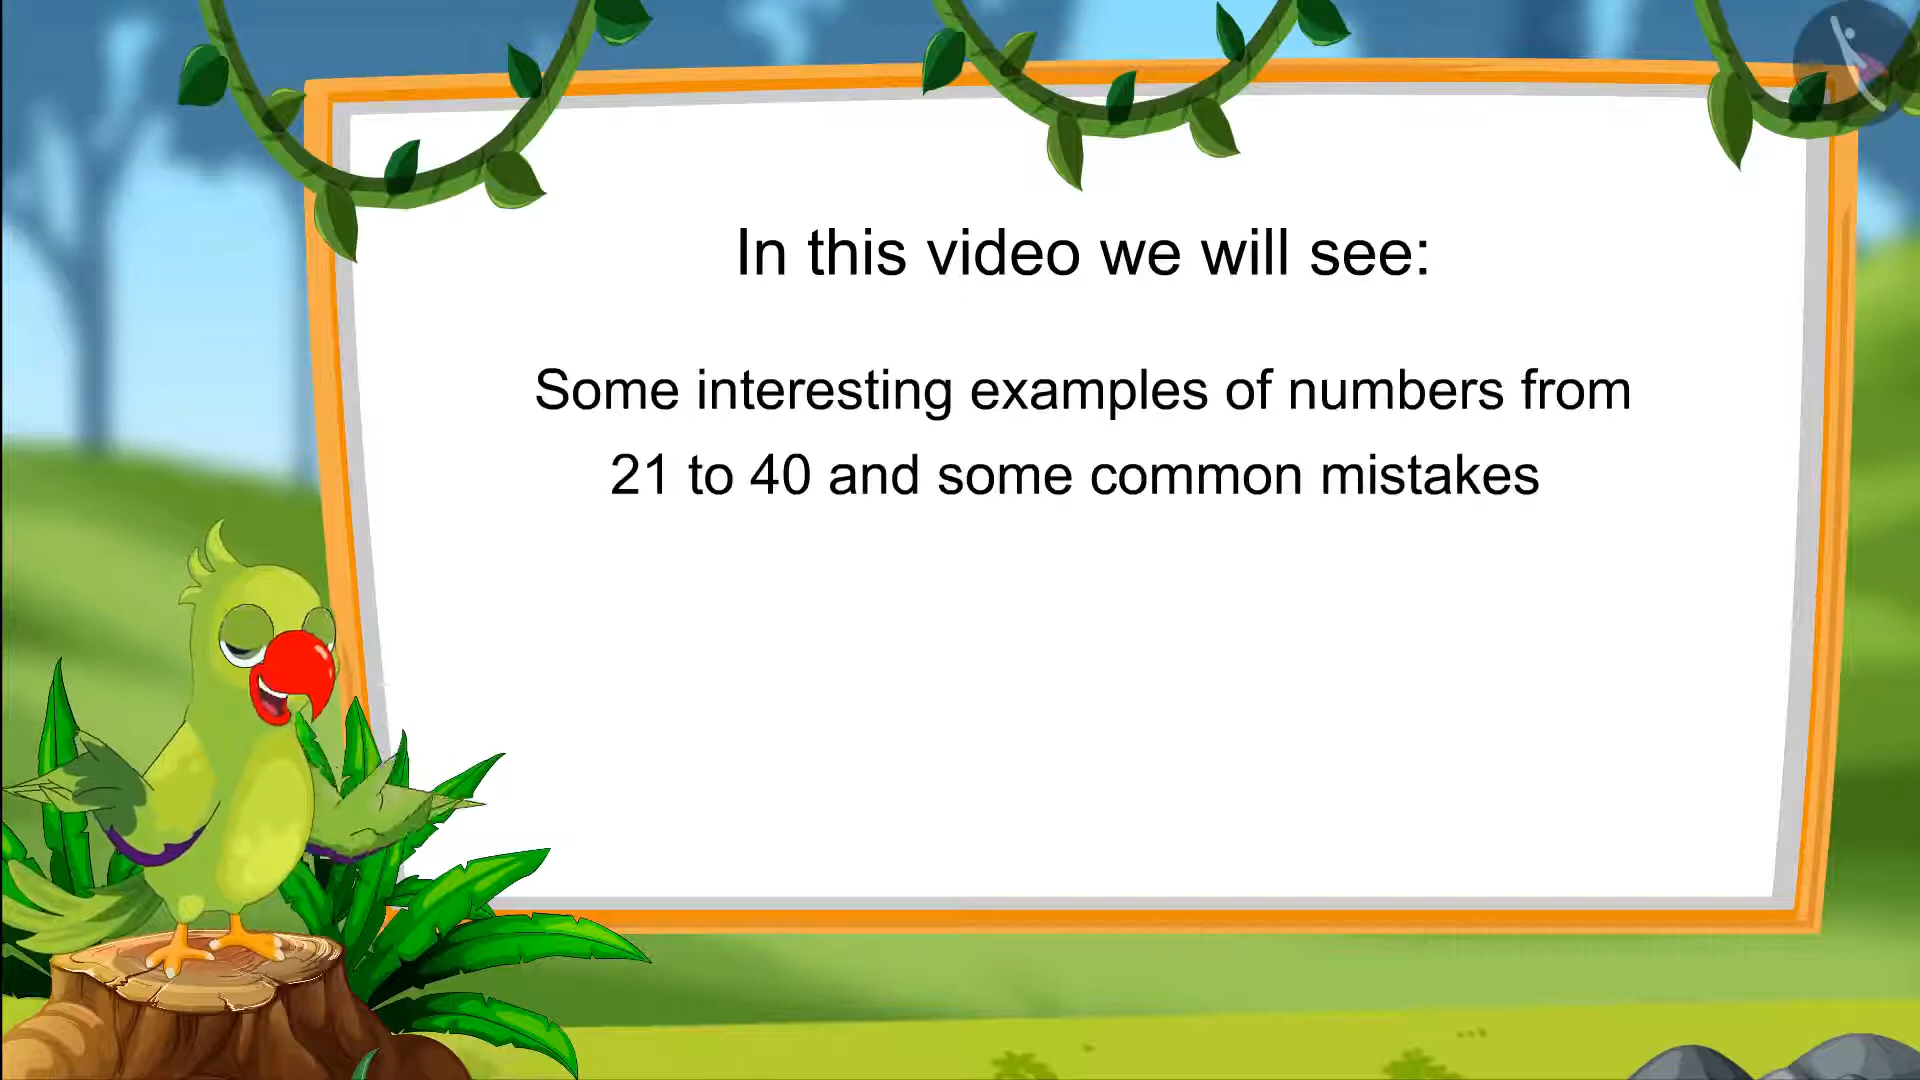 In this video we will see:
Some interesting examples of numbers from
21 to 40 and some common mistakes